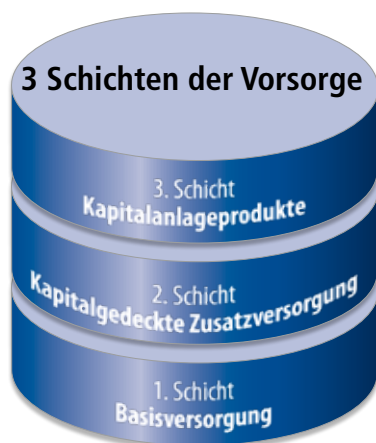 3 Schichten der Vorsorge
3. Schicht
Kapitalanlageprodukte
2. Schicht
Kapitalgedeckte Zusatzversorgung
1. Schicht
Basisversorgung